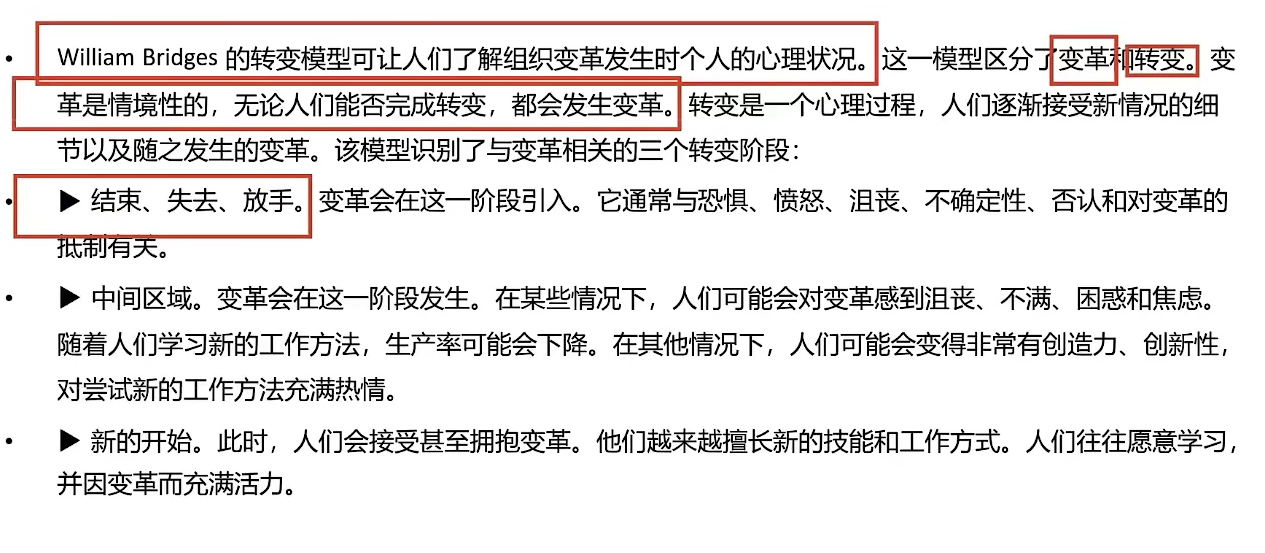 • William Bridges 的转变模型可让人们了解组织变革发生时个人的心理状况。这一模型区分了变革和转变。变
革是情境性的，无论人们能否完成转变，都会发生变革。转变是一个心理过程，人们逐渐接受新情况的细
节以及随之发生的变革。该模型识别了与变革相关的三个转变阶段：
• ▶ 结束、失去、放手。变革会在这一阶段引入。它通常与恐惧、愤怒、沮丧、不确定性、否认和对变革的
抵制有关。
• ▶ 中间区域。变革会在这一阶段发生。在某些情况下，人们可能会对变革感到沮丧、不满、困惑和焦虑。
随着人们学习新的工作方法，生产率可能会下降。在其他情况下，人们可能会变得非常有创造力、创新性，
对尝试新的工作方法充满热情。
• ▶ 新的开始。此时，人们会接受甚至拥抱变革。他们越来越擅长新的技能和工作方式。人们往往愿意学习，
并因变革而充满活力。